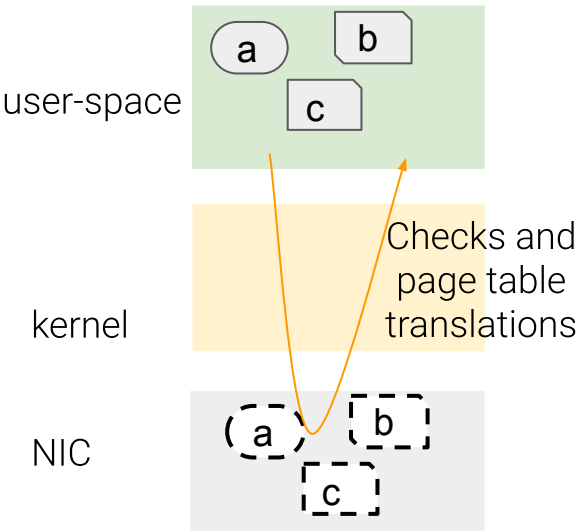 a
b
c
user-space
Checks and
page table
translations
kernel
a
b
c
NIC